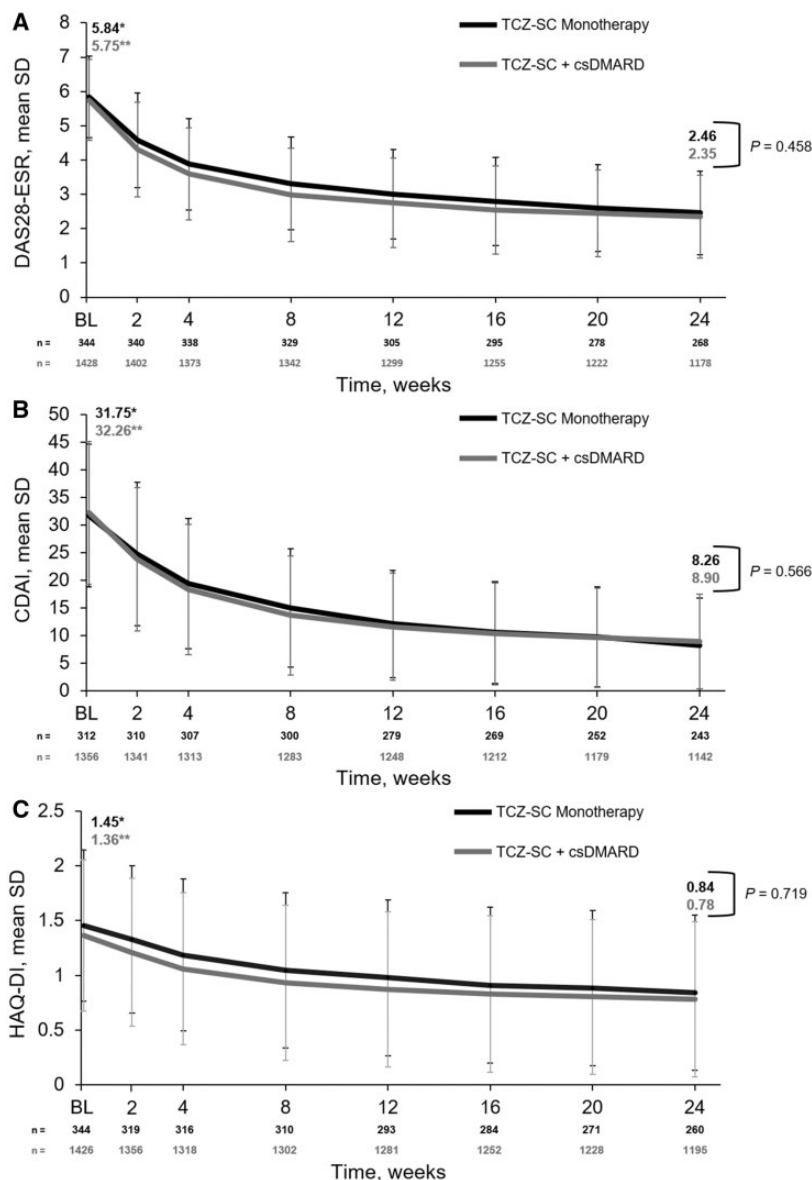 A
DAS28-ESR, mean SD
8
7
6
5
4
3
2
1
0
5.84*
5.75**
TCZ-SC Monotherapy
TCZ-SC + csDMARD
2.46
2.35
P = 0.458
BL 2 4 8 12 16 20 24
n = 344 340 338 329 305 295 278 268
n = 1428 1402 1373 1342 1299 1255 1222 1178
Time, weeks
B
CDAI, mean SD
50
45
40
35
30
25
20
15
10
5
0
31.75*
32.26**
TCZ-SC Monotherapy
TCZ-SC + csDMARD
8.26
8.90
P = 0.566
BL 2 4 8 12 16 20 24
n = 312 310 307 300 279 269 252 243
n = 1356 1341 1313 1283 1248 1212 1179 1142
Time, weeks
C
HAQ-DI, mean SD
2.5
2
1.5
1
0.5
0
1.45*
1.36**
TCZ-SC Monotherapy
TCZ-SC + csDMARD
0.84
0.78
P = 0.719
BL 2 4 8 12 16 20 24
n = 344 319 316 310 293 284 271 260
n = 1426 1356 1318 1302 1281 1252 1228 1195
Time, weeks